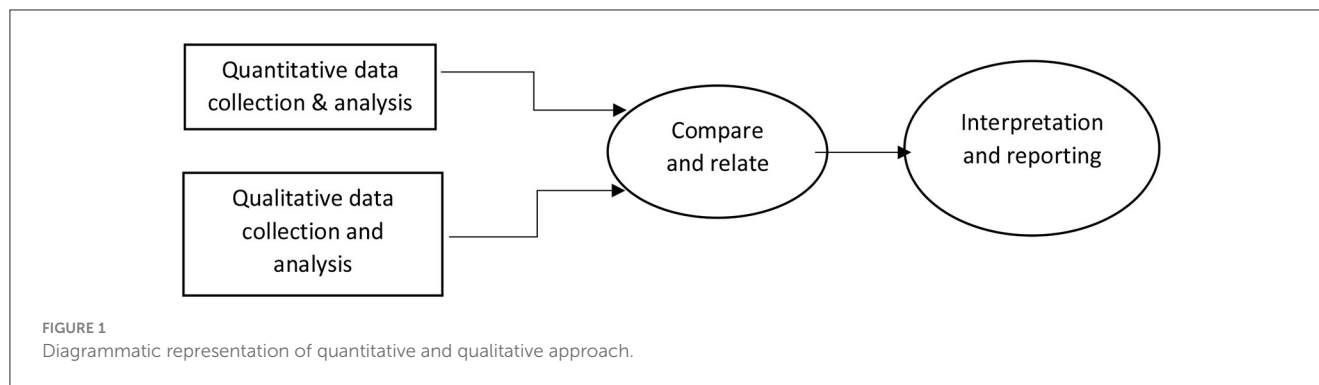 Quantitative data
collection & analysis
Qualitative data
collection and
analysis
Compare
and relate
Interpretation
and reporting
FIGURE 1
Diagrammatic representation of quantitative and qualitative approach.